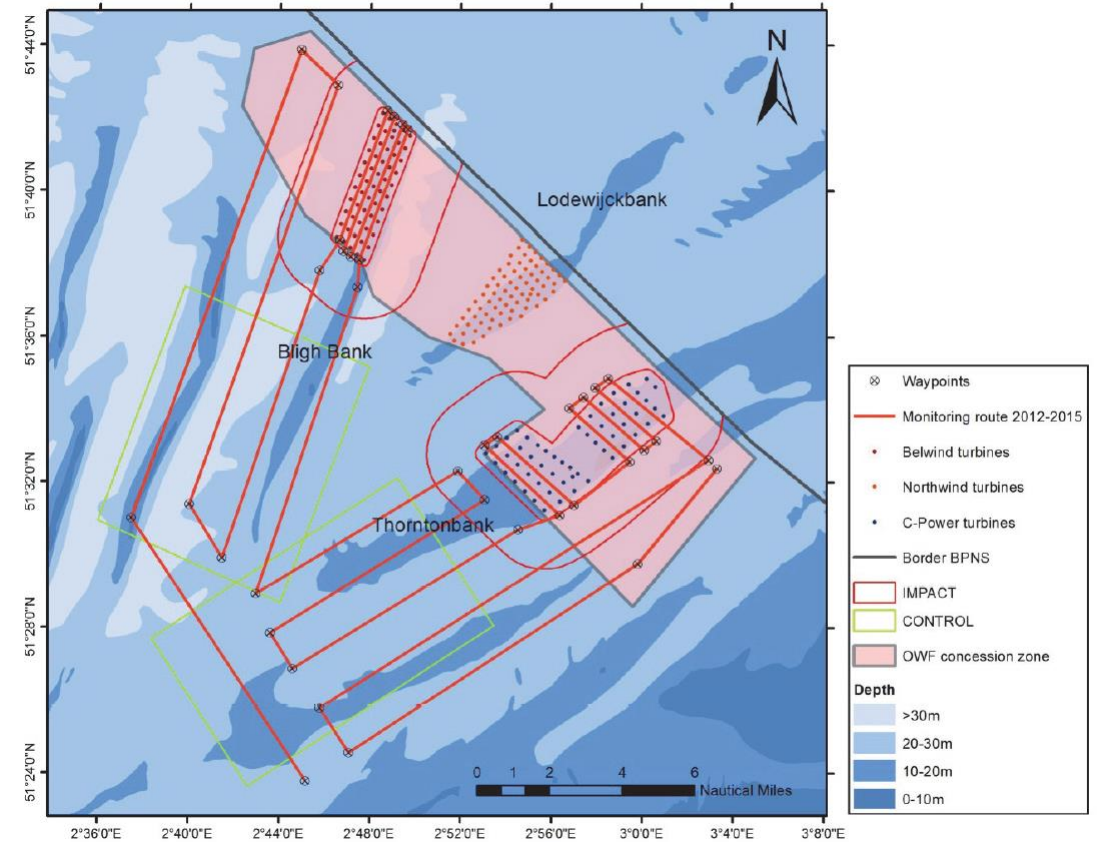 51°44'0"N
51°40'0"N
51°36'0"N
51°32'0"N
51°28'0"N
51°24'0"N
N
Lodewijckbank
Bligh Bank
Thorntonbank
0 1 2 4 6
Nautical Miles
2°36'0"E 2°40'0"E 2°44'0"E 2°48'0"E 2°52'0"E 2°56'0"E 3°0'0"E 3°4'0"E 3°8'0"E
Waypoints
Monitoring route 2012-2015
Belwind turbines
Northwind turbines
C-Power turbines
Border BPNS
IMPACT
CONTROL
OWF concession zone
Depth
>30m
20-30m
10-20m
0-10m